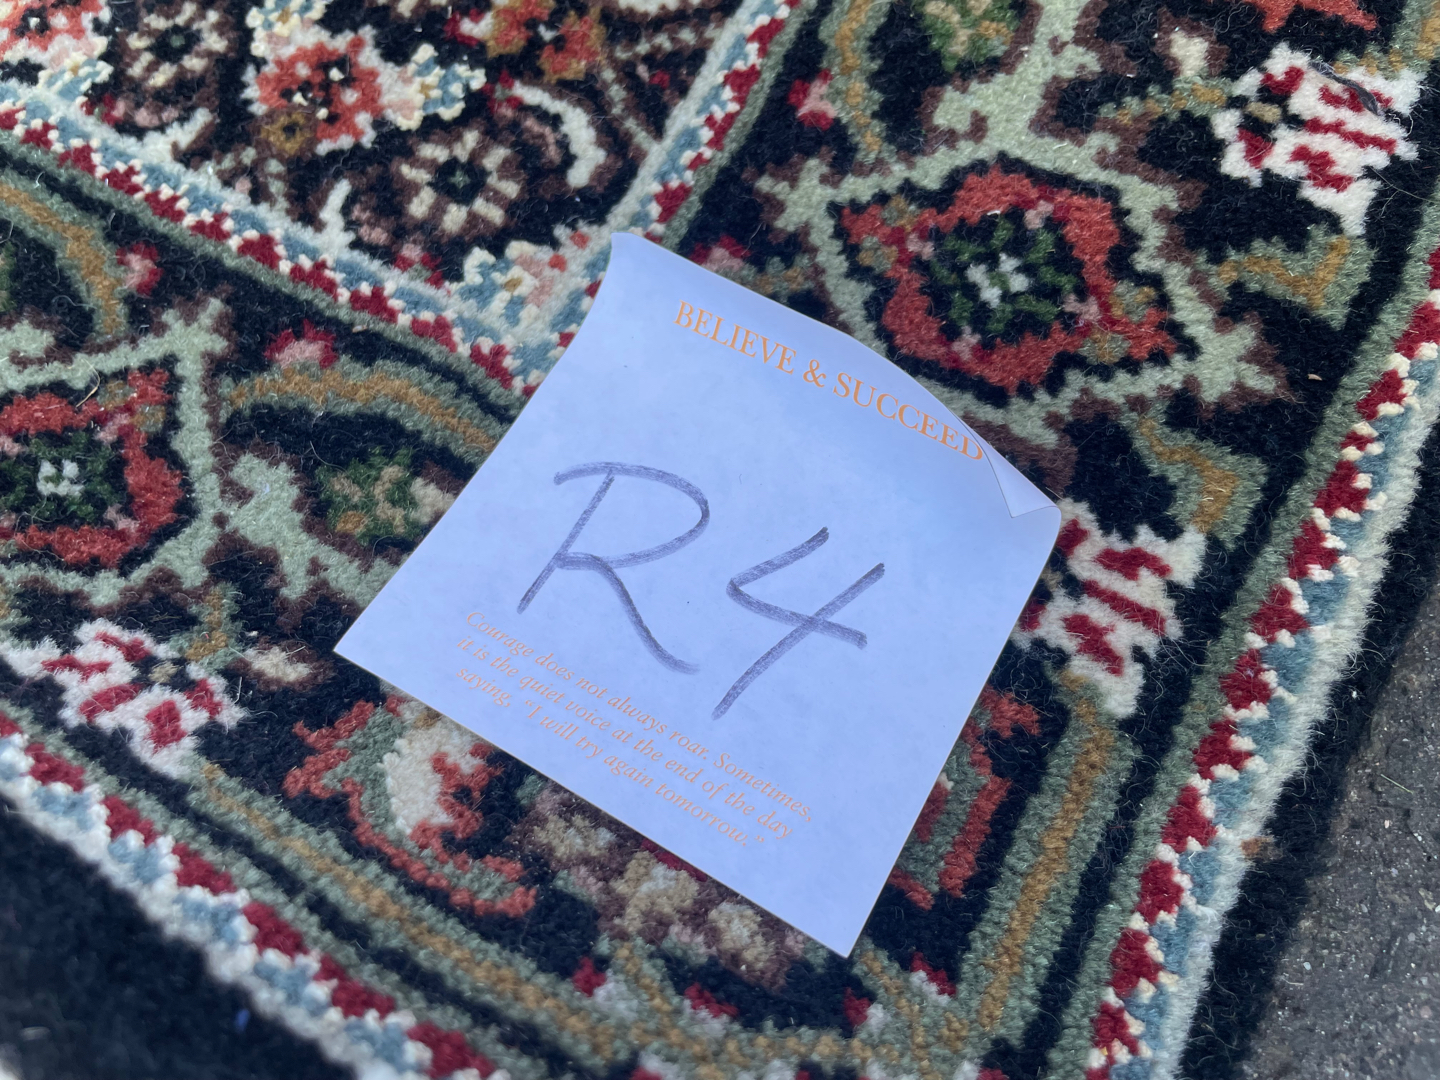 BELIEVE & SUCCEED
R4
Courage does not always roar. Sometimes,
it is the quiet voice at the end of the day
saying, “I will try again tomorrow.”